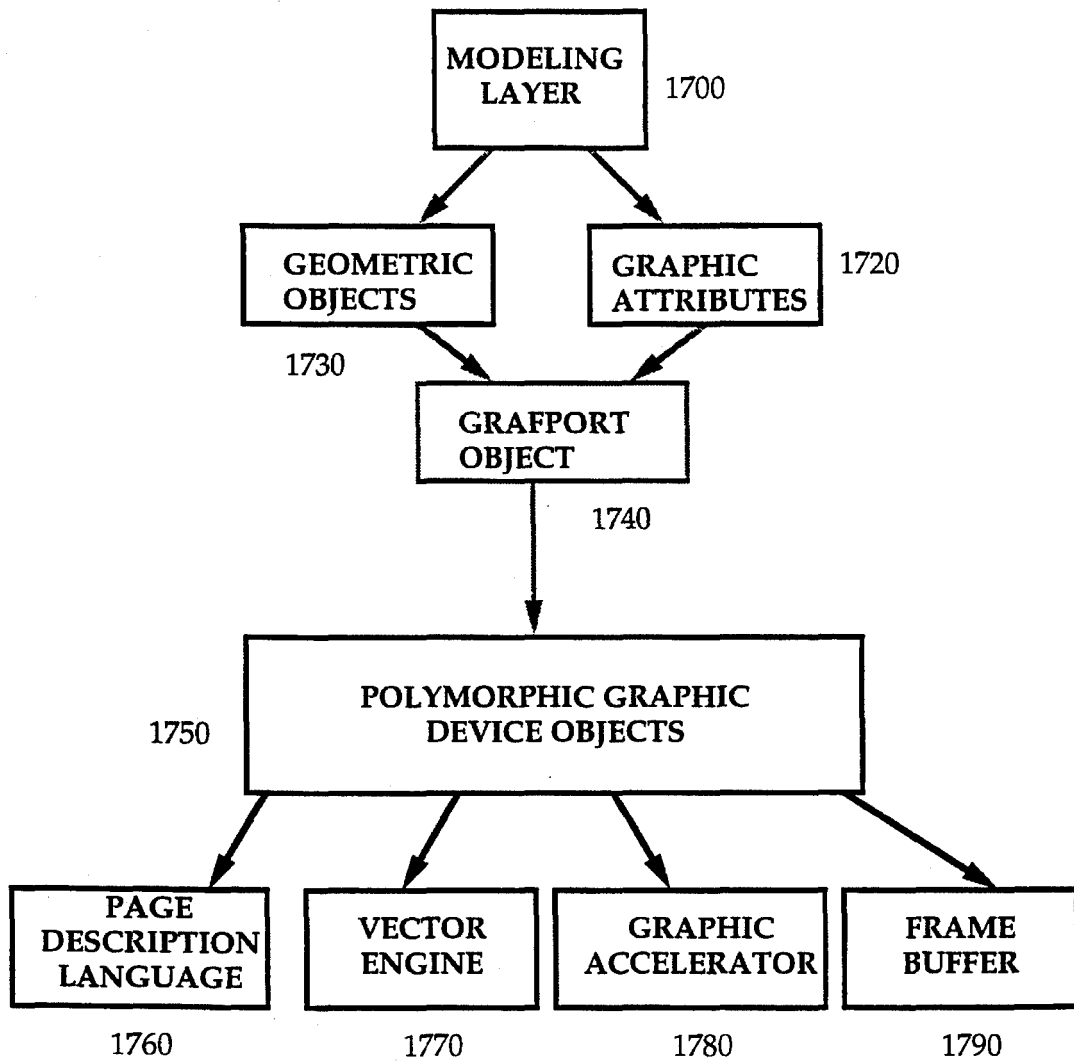 MODELING
LAYER
1700
GEOMETRIC
OBJECTS
1730
GRAPHIC
ATTRIBUTES
1720
GRAFPORT
OBJECT
1740
POLYMORPHIC GRAPHIC
DEVICE OBJECTS
1750
PAGE
DESCRIPTION
LANGUAGE
1760
VECTOR
ENGINE
1770
GRAPHIC
ACCELERATOR
1780
FRAME
BUFFER
1790